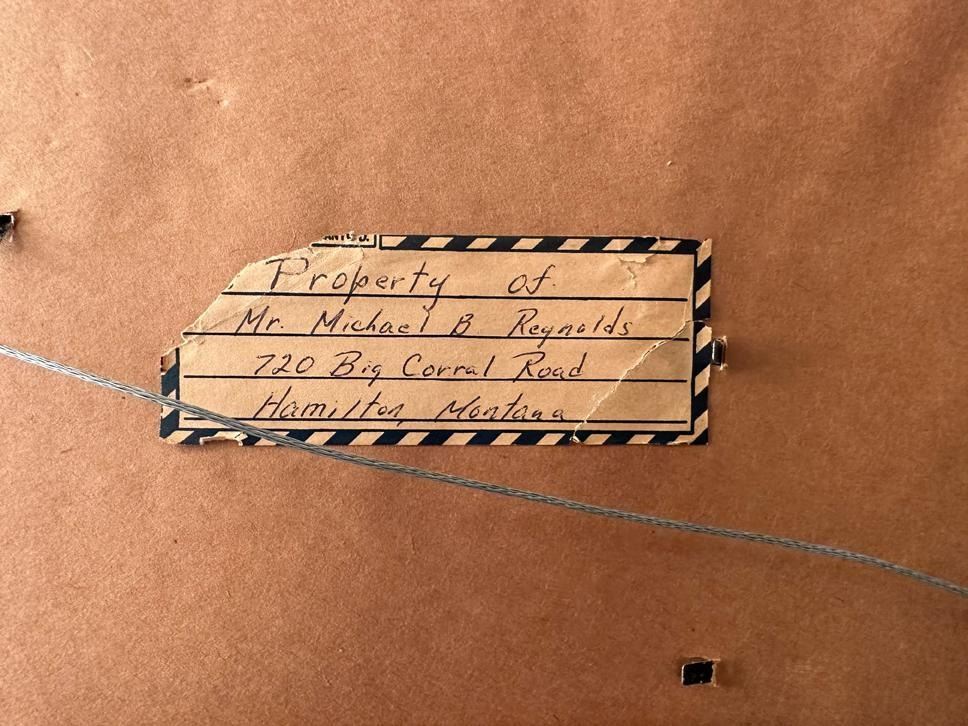 Property of
Mr. Michael B Reynolds
720 Big Corral Road
Hamilton, Montana